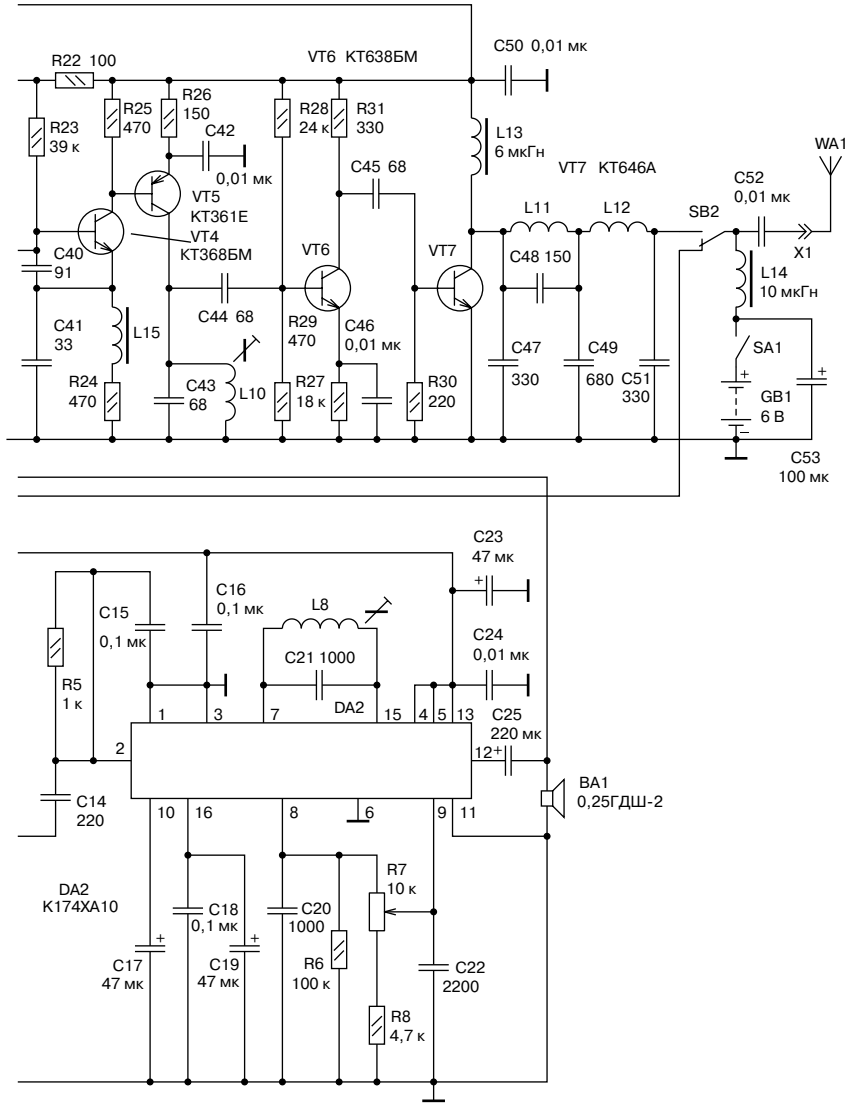 C50 0,01 мк
VT6 КТ638БМ
R22 100
R25
470
R26
150
R28
24 к
R31
330
R23
39 к
C42
0,01 мк
L13
6 мкГн
WA1
C45 68
VT7 КТ646А
C52
0,01 мк
VT5
КТ361Е
VT4
КТ368БМ
L11
L12
SB2
C40
91
VT6
VT7
C48 150
X1
L14
10 мкГн
C44 68
R29
470
C46
0,01 мк
C41
33
L15
SA1
C47
330
C49
680
C51
330
R24
470
C43
68
L10
R27
18 к
R30
220
+
GB1
6 В
–
+
C53
100 мк
C23
47 мк
+
C15
0,1 мк
C16
0,1 мк
L8
C24
0,01 мк
C21 1000
R5
1 к
DA2
C25
220 мк
1
3
7
15
4
5
13
2
12
+
C14
220
BA1
0,25ГДШ-2
10
16
8
6
9
11
R7
10 к
DA2
К174ХА10
C18
0,1 мк
C20
1000
+
+
C17
47 мк
C19
47 мк
R6
100 к
C22
2200
R8
4,7 к